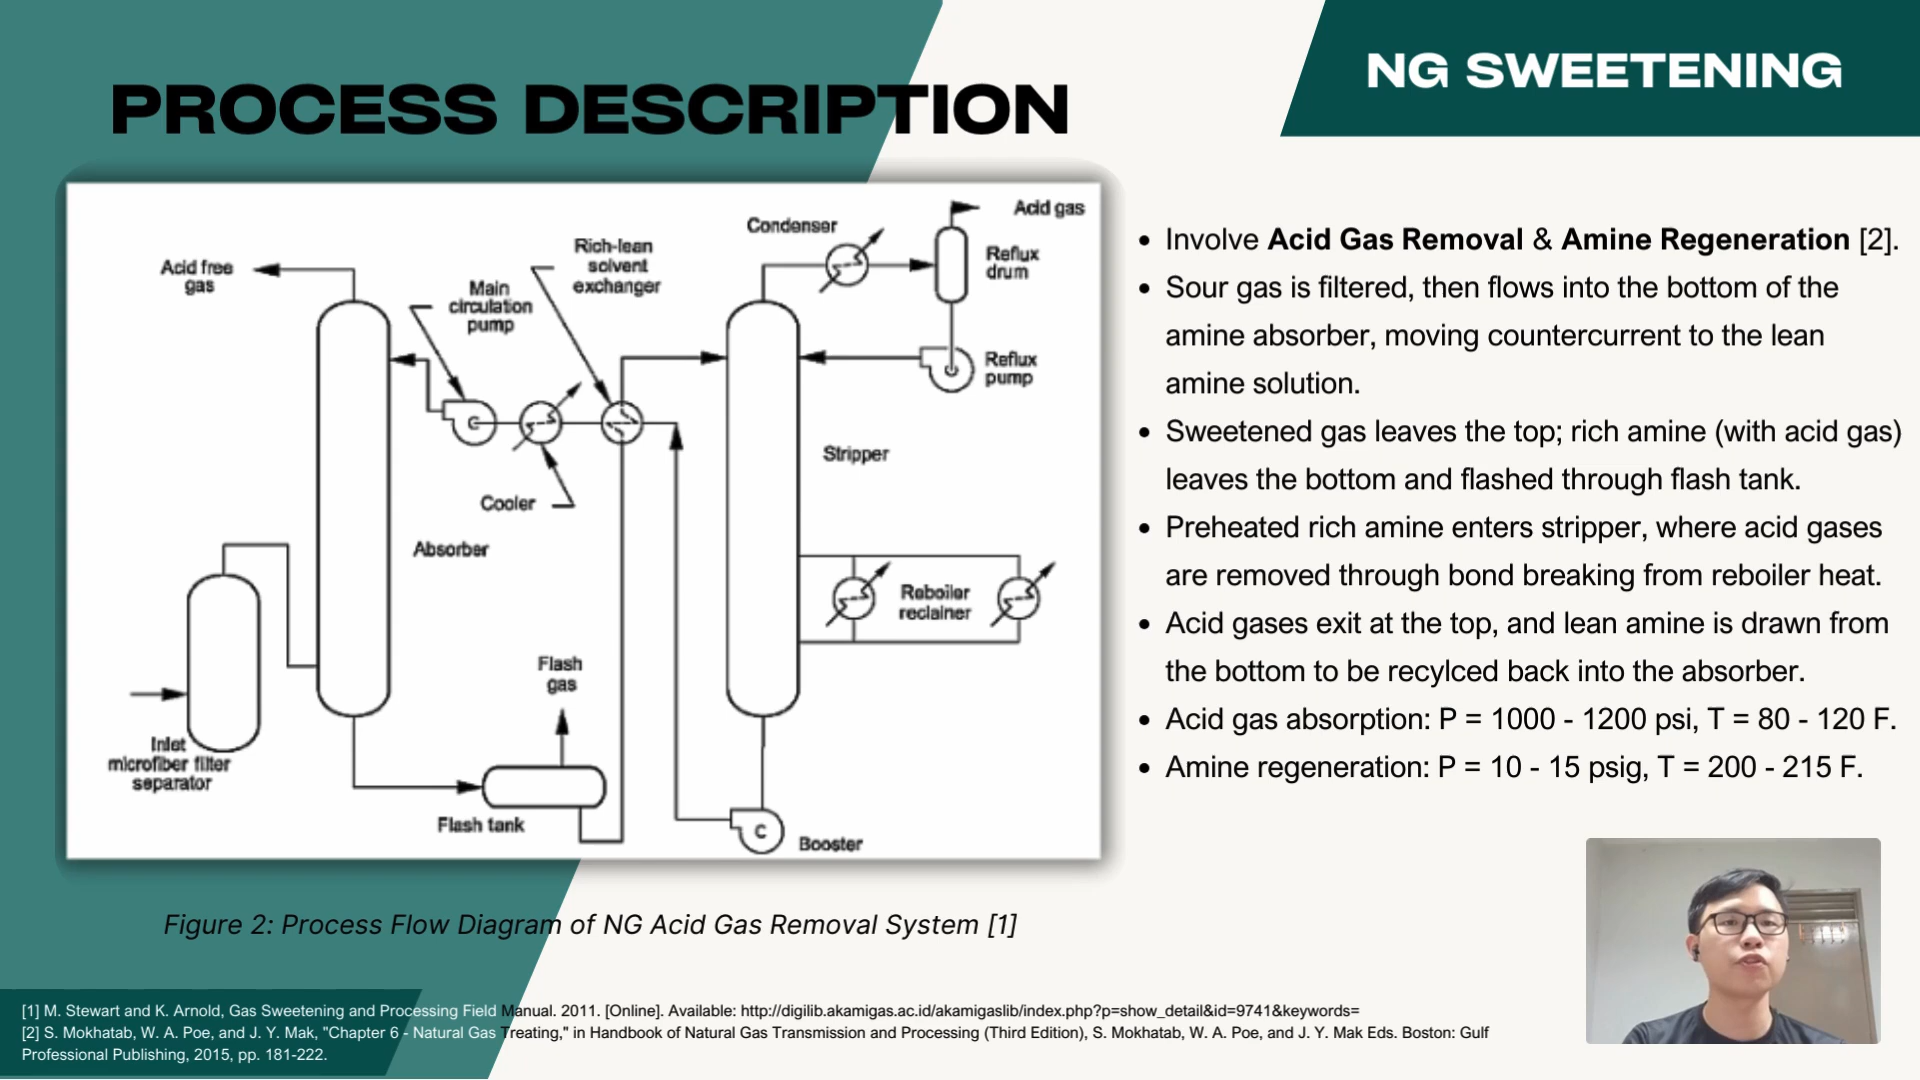 PROCESS DESCRIPTION
NG SWEETENING
Acid free
gas
Main
circulation
pump
Rich-lean
solvent
exchanger
Condenser
Acid gas
Reflux
drum
Reflux
pump
Cooler
Stripper
Absorber
Reboiler
reclainer
Flash
gas
Inlet
microfiber filter
separator
Flash tank
C
C
Booster
Figure 2: Process Flow Diagram of NG Acid Gas Removal System [1]
• Involve Acid Gas Removal & Amine Regeneration [2].
• Sour gas is filtered, then flows into the bottom of the
amine absorber, moving countercurrent to the lean
amine solution.
• Sweetened gas leaves the top; rich amine (with acid gas)
leaves the bottom and flashed through flash tank.
• Preheated rich amine enters stripper, where acid gases
are removed through bond breaking from reboiler heat.
• Acid gases exit at the top, and lean amine is drawn from
the bottom to be recylced back into the absorber.
• Acid gas absorption: P = 1000 - 1200 psi, T = 80 - 120 F.
• Amine regeneration: P = 10 - 15 psig, T = 200 - 215 F.
[1] M. Stewart and K. Arnold, Gas Sweetening and Processing Field Manual. 2011. [Online]. Available: http://digilib.akamigas.ac.id/akamigaslib/index.php?p=show_detail&id=9741&keywords=
[2] S. Mokhatab, W. A. Poe, and J. Y. Mak, "Chapter 6 - Natural Gas Treating," in Handbook of Natural Gas Transmission and Processing (Third Edition), S. Mokhatab, W. A. Poe, and J. Y. Mak Eds. Boston: Gulf
Professional Publishing, 2015, pp. 181-222.